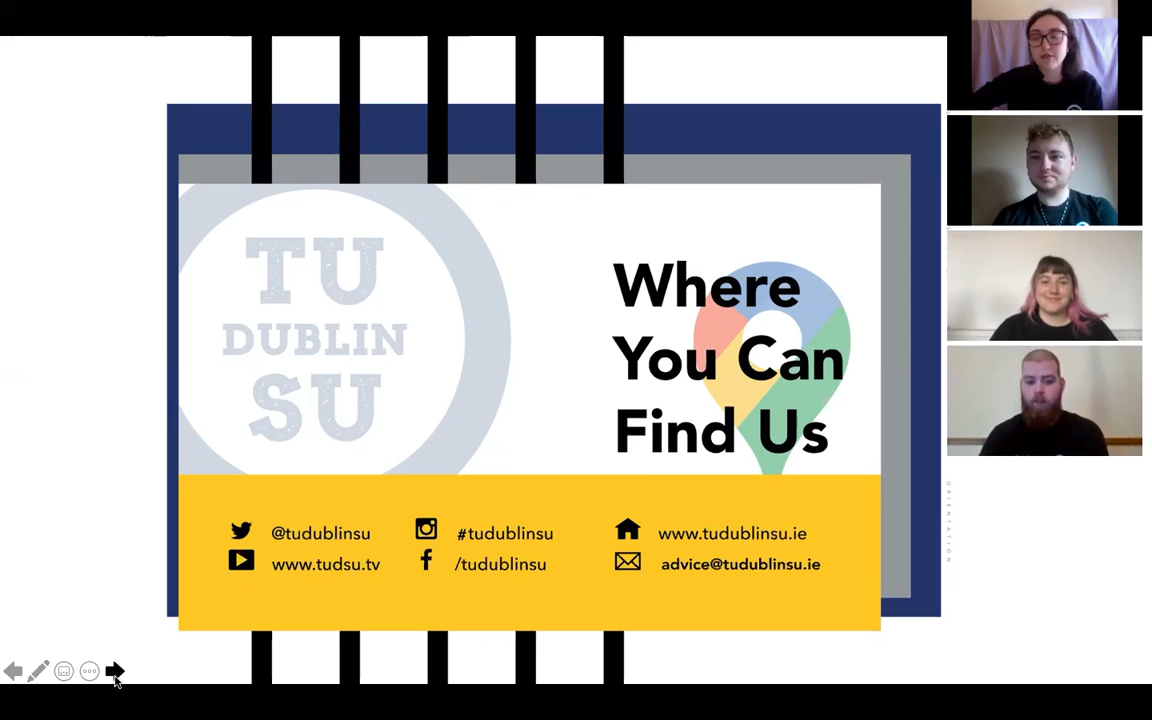 TU
DUBLIN
SU
Where
You Can
Find Us
@tudublinsu
#tudublinsu
www.tudublinsu.ie
www.tudsu.tv
/tudublinsu
advice@tudublinsu.ie
ORIENTATION